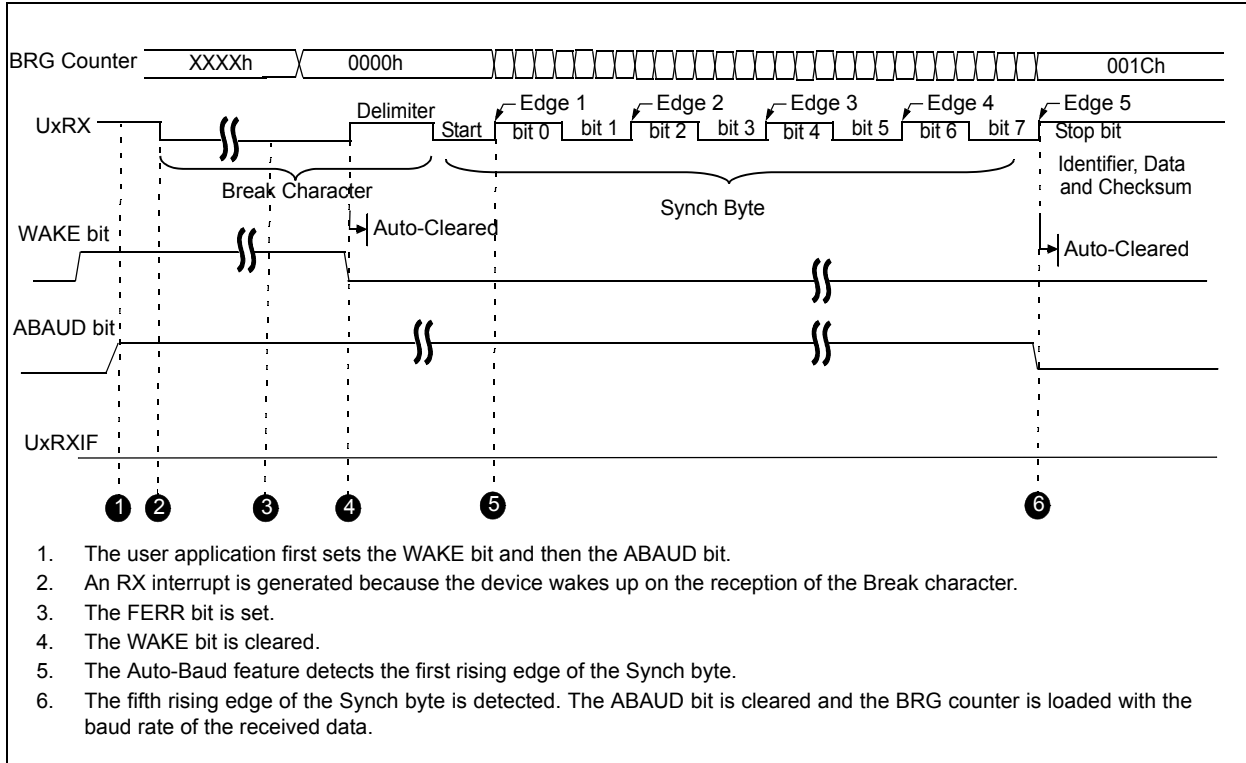 BRG Counter XXXXh 0000h 001Ch
UxRX Delimiter Edge 1 Edge 2 Edge 3 Edge 4 Edge 5
Start bit 0 bit 1 bit 2 bit 3 bit 4 bit 5 bit 6 bit 7 Stop bit
Identifier, Data
and Checksum
Break Character
Synch Byte
WAKE bit
Auto-Cleared
Auto-Cleared
ABAUD bit
UxRXIF
1 2 3 4 5 6
1. The user application first sets the WAKE bit and then the ABAUD bit.
2. An RX interrupt is generated because the device wakes up on the reception of the Break character.
3. The FERR bit is set.
4. The WAKE bit is cleared.
5. The Auto-Baud feature detects the first rising edge of the Synch byte.
6. The fifth rising edge of the Synch byte is detected. The ABAUD bit is cleared and the BRG counter is loaded with the
baud rate of the received data.